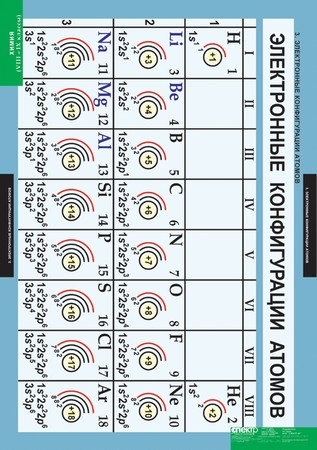 3. ЭЛЕКТРОННЫЕ КОНФИГУРАЦИИ АТОМОВ
ЭЛЕКТРОННЫЕ КОНФИГУРАЦИИ АТОМОВ
I II III IV V VI VII VIII
H 1 +1 1
1s¹
He 2 +2 2
1s²
2
Li 3 +3
1s²2s¹
Be 4 +4
1s²2s²
B 5 +5
1s²2s²2p¹
C 6 +6
1s²2s²2p²
N 7 +7
1s²2s²2p³
O 8 +8
1s²2s²2p⁴
F 9 +9
1s²2s²2p⁵
Ne 10 +10
1s²2s²2p⁶
3
Na 11 +11
1s²2s²2p⁶
3s¹
Mg 12 +12
1s²2s²2p⁶
3s²
Al 13 +13
1s²2s²2p⁶
3s²3p¹
Si 14 +14
1s²2s²2p⁶
3s²3p²
P 15 +15
1s²2s²2p⁶
3s²3p³
S 16 +16
1s²2s²2p⁶
3s²3p⁴
Cl 17 +17
1s²2s²2p⁶
3s²3p⁵
Ar 18 +18
1s²2s²2p⁶
3s²3p⁶
ХИМИЯ
спектр